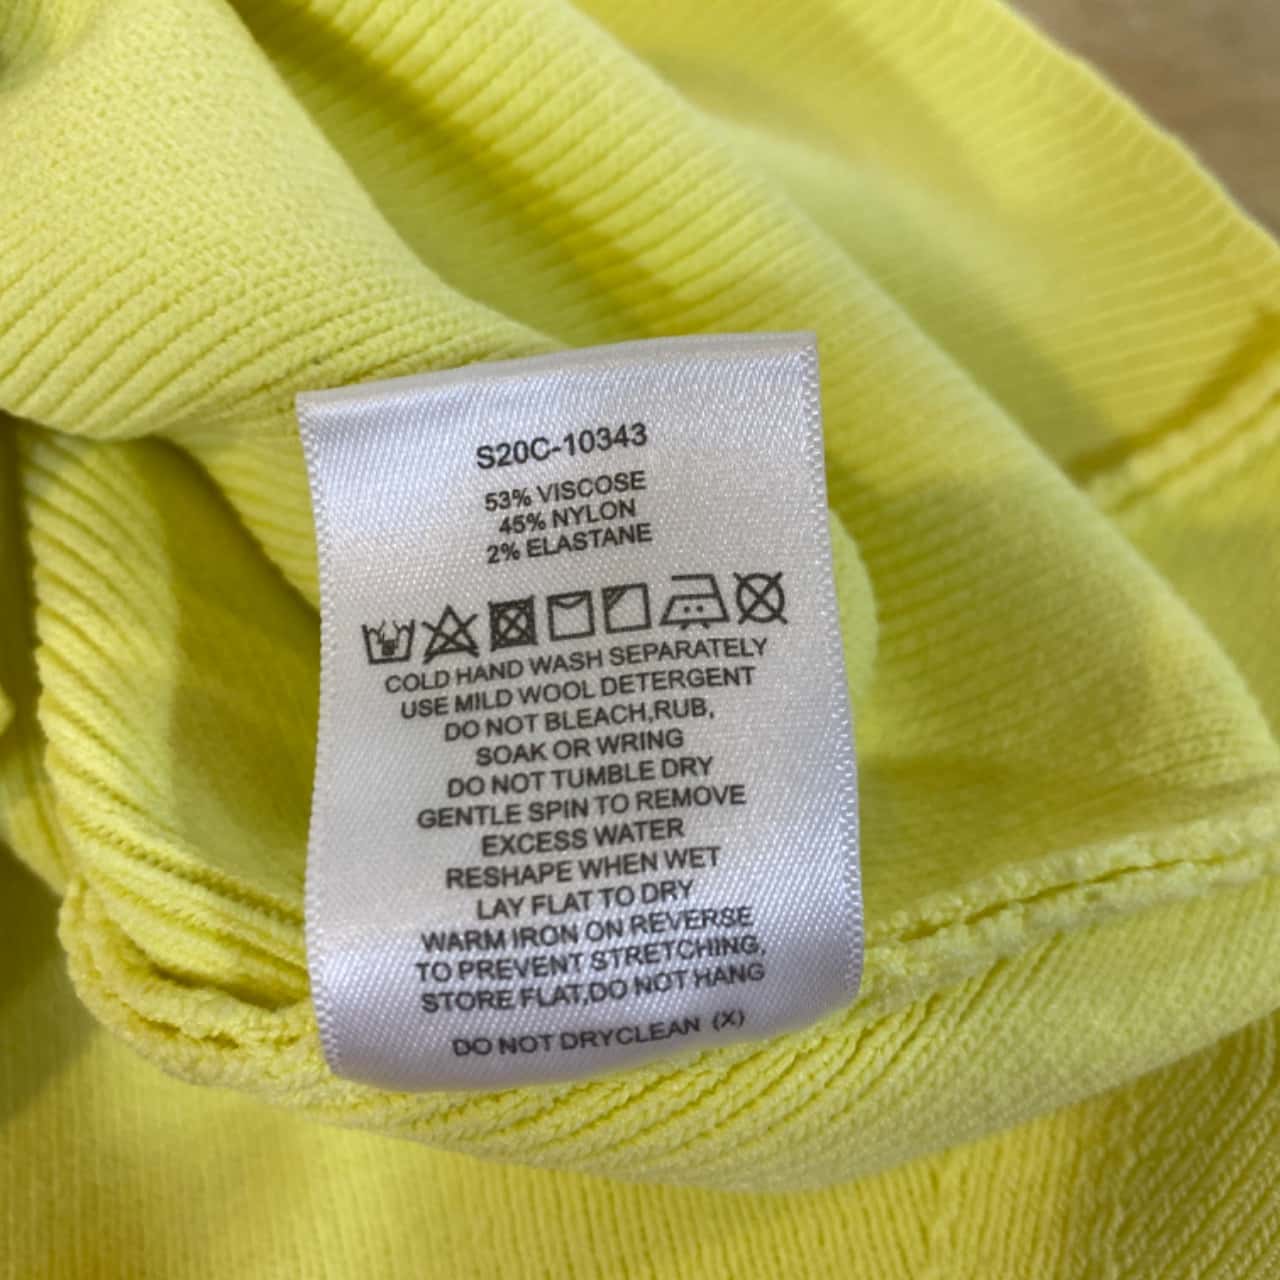 S20C-10343
53% VISCOSE
45% NYLON
2% ELASTANE
COLD HAND WASH SEPARATELY
USE MILD WOOL DETERGENT
DO NOT BLEACH,RUB,
SOAK OR WRING
DO NOT TUMBLE DRY
GENTLE SPIN TO REMOVE
EXCESS WATER
RESHAPE WHEN WET
LAY FLAT TO DRY
WARM IRON ON REVERSE
TO PREVENT STRETCHING,
STORE FLAT,DO NOT HANG
DO NOT DRYCLEAN (X)